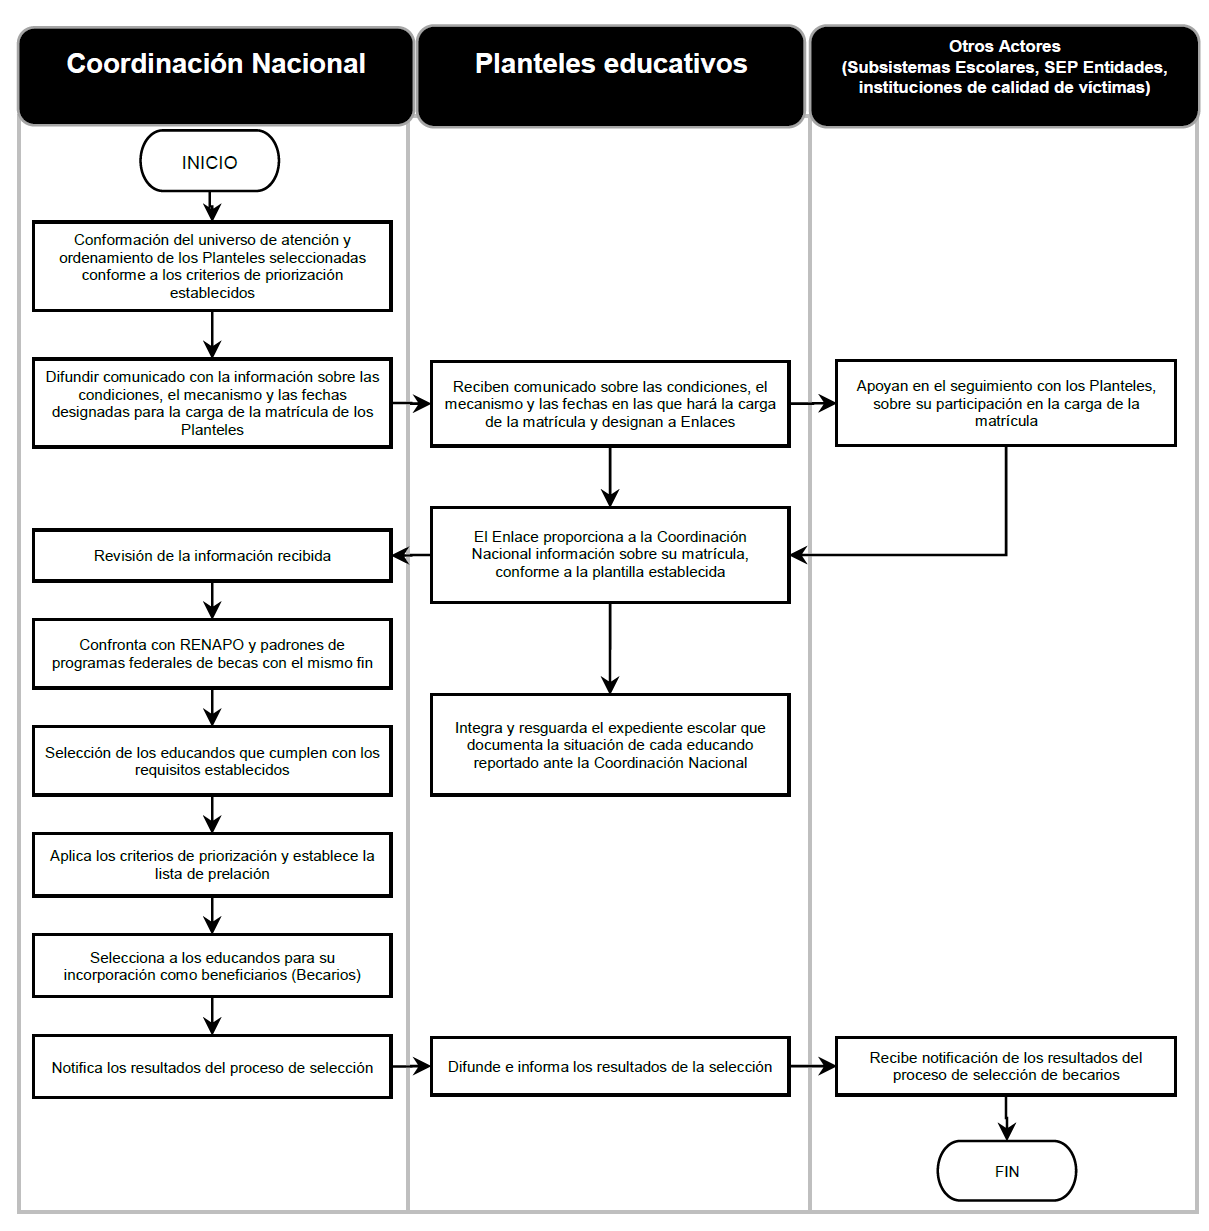 Coordinación Nacional
Planteles educativos
Otros Actores
(Subsistemas Escolares, SEP Entidades,
instituciones de calidad de víctimas)
INICIO
Conformación del universo de atención y
ordenamiento de los Planteles seleccionadas
conforme a los criterios de priorización
establecidos
Difundir comunicado con la información sobre las
condiciones, el mecanismo y las fechas
designadas para la carga de la matrícula de los
Planteles
Reciben comunicado sobre las condiciones, el
mecanismo y las fechas en las que hará la carga
de la matrícula y designan a Enlaces
Apoyan en el seguimiento con los Planteles,
sobre su participación en la carga de la
matrícula
El Enlace proporciona a la Coordinación
Nacional información sobre su matrícula,
conforme a la plantilla establecida
Revisión de la información recibida
Confronta con RENAPO y padrones de
programas federales de becas con el mismo fin
Integra y resguarda el expediente escolar que
documenta la situación de cada educando
reportado ante la Coordinación Nacional
Selección de los educandos que cumplen con los
requisitos establecidos
Aplica los criterios de priorización y establece la
lista de prelación
Selecciona a los educandos para su
incorporación como beneficiarios (Becarios)
Notifica los resultados del proceso de selección
Difunde e informa los resultados de la selección
Recibe notificación de los resultados del
proceso de selección de becarios
FIN